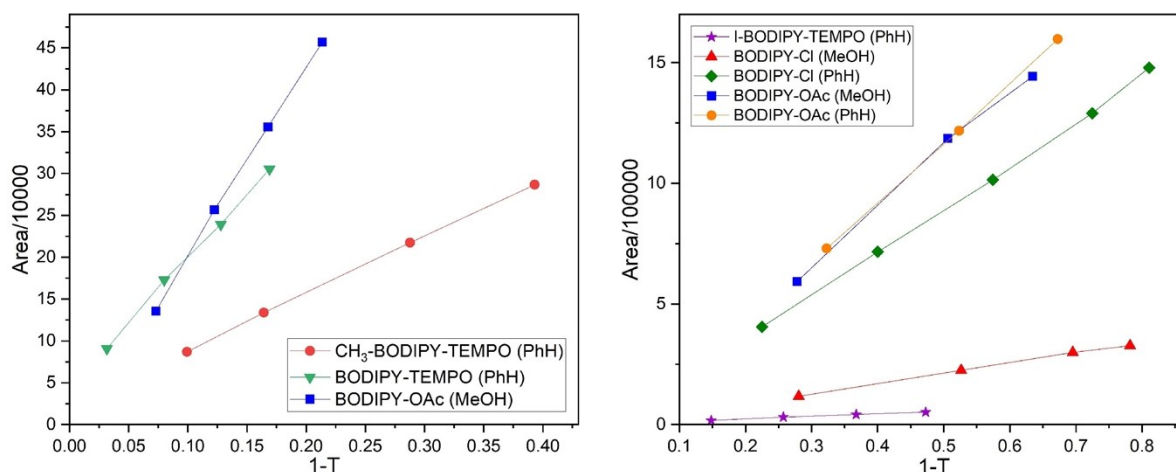 Area/10000
45
40
35
30
25
20
15
10
5
0
0.00 0.05 0.10 0.15 0.20 0.25 0.30 0.35 0.40
1-T
CH₃-BODIPY-TEMPO (PhH)
BODIPY-TEMPO (PhH)
BODIPY-OAc (MeOH)
Area/100000
15
10
5
0
0.1 0.2 0.3 0.4 0.5 0.6 0.7 0.8
1-T
I-BODIPY-TEMPO (PhH)
BODIPY-Cl (MeOH)
BODIPY-Cl (PhH)
BODIPY-OAc (MeOH)
BODIPY-OAc (PhH)